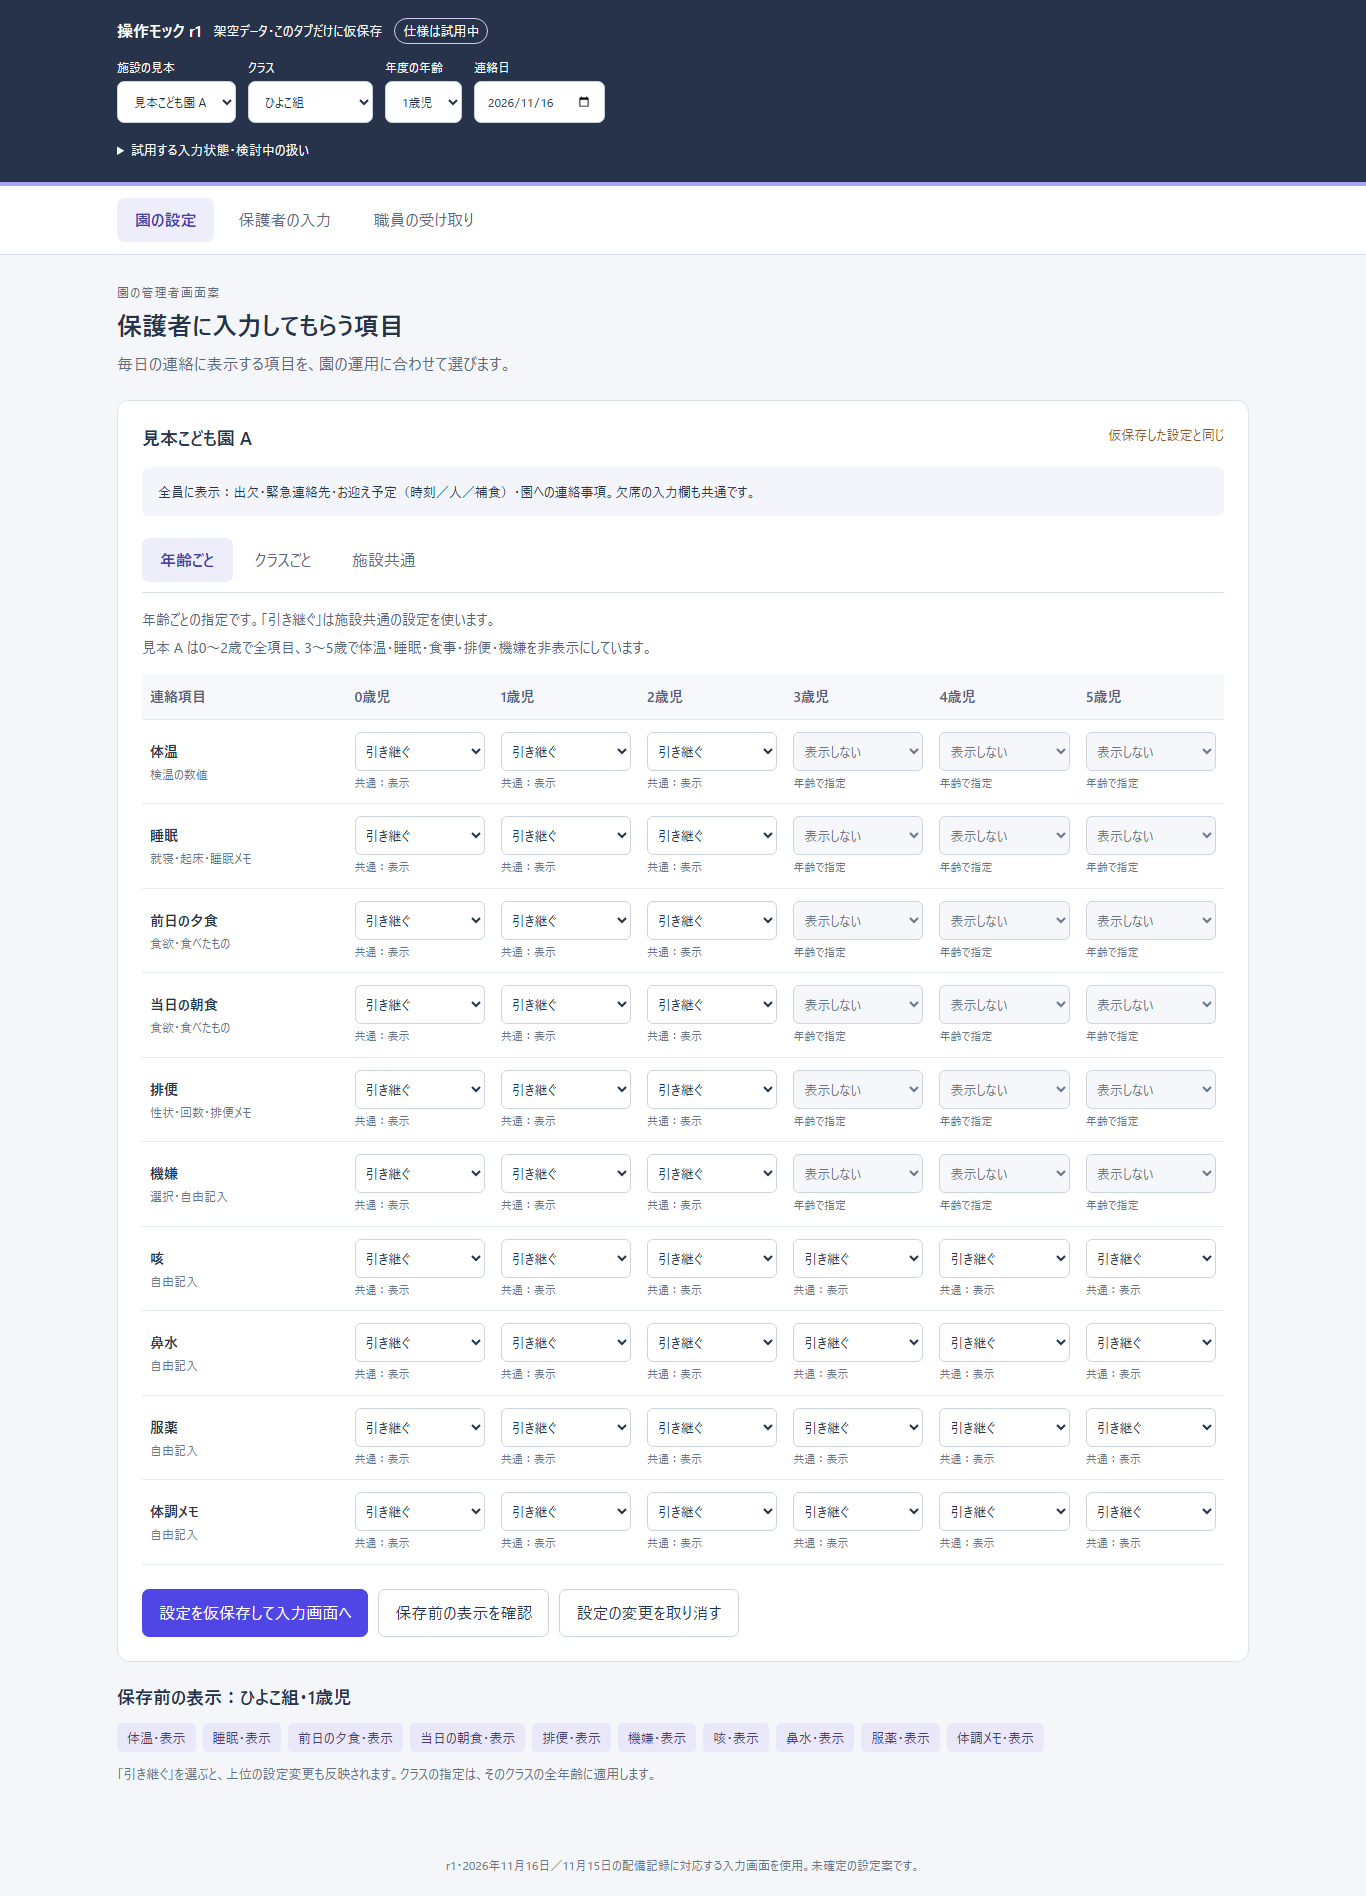 操作モック r1 架空データ・このタブだけに仮保存 仕様は試用中
施設の見本 クラス 年度の年齢 連絡日
見本こども園 A ひよこ組 1歳児 2026/11/16
▶ 試用する入力状態・検討中の扱い
園の設定 保護者の入力 職員の受け取り
園の管理者画面案
保護者に入力してもらう項目
毎日の連絡に表示する項目を、園の運用に合わせて選びます。
見本こども園 A 仮保存した設定と同じ
全員に表示：出欠・緊急連絡先・お迎え予定（時刻／人／補食）・園への連絡事項。欠席の入力欄も共通です。
年齢ごと クラスごと 施設共通
年齢ごとの指定です。「引き継ぐ」は施設共通の設定を使います。
見本 A は0〜2歳で全項目、3〜5歳で体温・睡眠・食事・排便・機嫌を非表示にしています。
連絡項目 0歳児 1歳児 2歳児 3歳児 4歳児 5歳児
体温 引き継ぐ 引き継ぐ 引き継ぐ 表示しない 表示しない 表示しない
検温の数値 共通：表示 共通：表示 共通：表示 年齢で指定 年齢で指定 年齢で指定
睡眠 引き継ぐ 引き継ぐ 引き継ぐ 表示しない 表示しない 表示しない
就寝・起床・睡眠メモ 共通：表示 共通：表示 共通：表示 年齢で指定 年齢で指定 年齢で指定
前日の夕食 引き継ぐ 引き継ぐ 引き継ぐ 表示しない 表示しない 表示しない
食欲・食べたもの 共通：表示 共通：表示 共通：表示 年齢で指定 年齢で指定 年齢で指定
当日の朝食 引き継ぐ 引き継ぐ 引き継ぐ 表示しない 表示しない 表示しない
食欲・食べたもの 共通：表示 共通：表示 共通：表示 年齢で指定 年齢で指定 年齢で指定
排便 引き継ぐ 引き継ぐ 引き継ぐ 表示しない 表示しない 表示しない
性状・回数・排便メモ 共通：表示 共通：表示 共通：表示 年齢で指定 年齢で指定 年齢で指定
機嫌 引き継ぐ 引き継ぐ 引き継ぐ 表示しない 表示しない 表示しない
選択・自由記入 共通：表示 共通：表示 共通：表示 年齢で指定 年齢で指定 年齢で指定
咳 引き継ぐ 引き継ぐ 引き継ぐ 引き継ぐ 引き継ぐ 引き継ぐ
自由記入 共通：表示 共通：表示 共通：表示 共通：表示 共通：表示 共通：表示
鼻水 引き継ぐ 引き継ぐ 引き継ぐ 引き継ぐ 引き継ぐ 引き継ぐ
自由記入 共通：表示 共通：表示 共通：表示 共通：表示 共通：表示 共通：表示
服薬 引き継ぐ 引き継ぐ 引き継ぐ 引き継ぐ 引き継ぐ 引き継ぐ
自由記入 共通：表示 共通：表示 共通：表示 共通：表示 共通：表示 共通：表示
体調メモ 引き継ぐ 引き継ぐ 引き継ぐ 引き継ぐ 引き継ぐ 引き継ぐ
自由記入 共通：表示 共通：表示 共通：表示 共通：表示 共通：表示 共通：表示
設定を仮保存して入力画面へ 保存前の表示を確認 設定の変更を取り消す
保存前の表示：ひよこ組・1歳児
体温・表示 睡眠・表示 前日の夕食・表示 当日の朝食・表示 排便・表示 機嫌・表示 咳・表示 鼻水・表示 服薬・表示 体調メモ・表示
「引き継ぐ」を選ぶと、上位の設定変更も反映されます。クラスの指定は、そのクラスの全年齢に適用します。
r1・2026年11月16日／11月15日の配備記録に対応する入力画面を使用。未確定の設定案です。